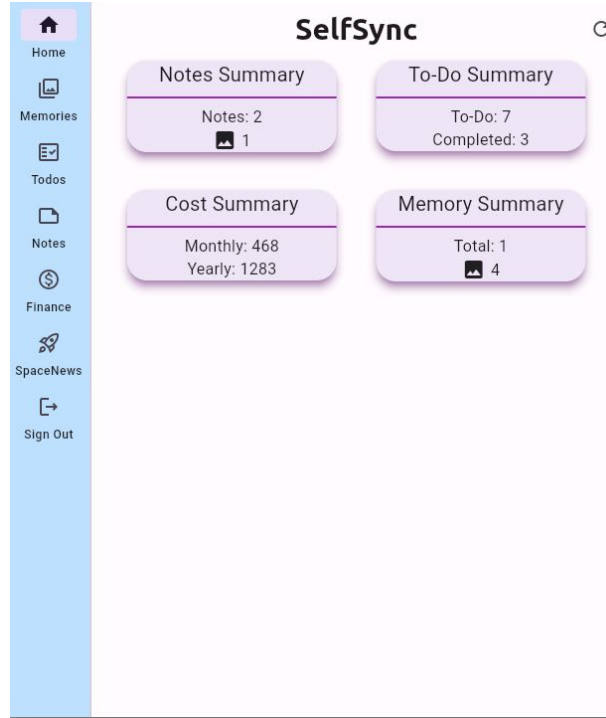 Home
Memories
Todos
Notes
Finance
SpaceNews
Sign Out
SelfSync
Notes Summary
Notes: 2
1
To-Do Summary
To-Do: 7
Completed: 3
Cost Summary
Monthly: 468
Yearly: 1283
Memory Summary
Total: 1
4